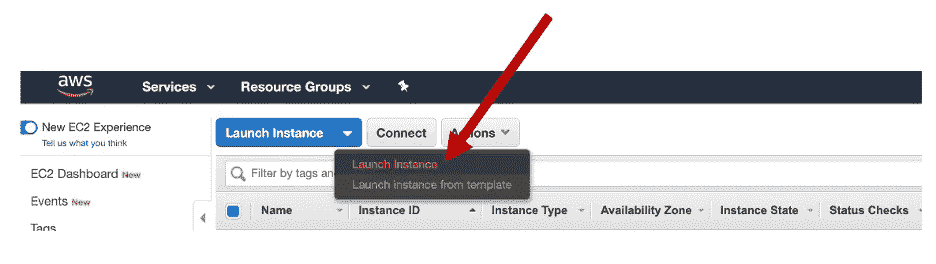 aws
Services
Resource Groups
New EC2 Experience
Tell us what you think
Launch Instance
Connect
Actions
Launch Instance
Launch instance from template
EC2 Dashboard New
Filter by tags and
Events New
Name
Instance ID
Instance Type
Availability Zone
Instance State
Status Checks
Tags